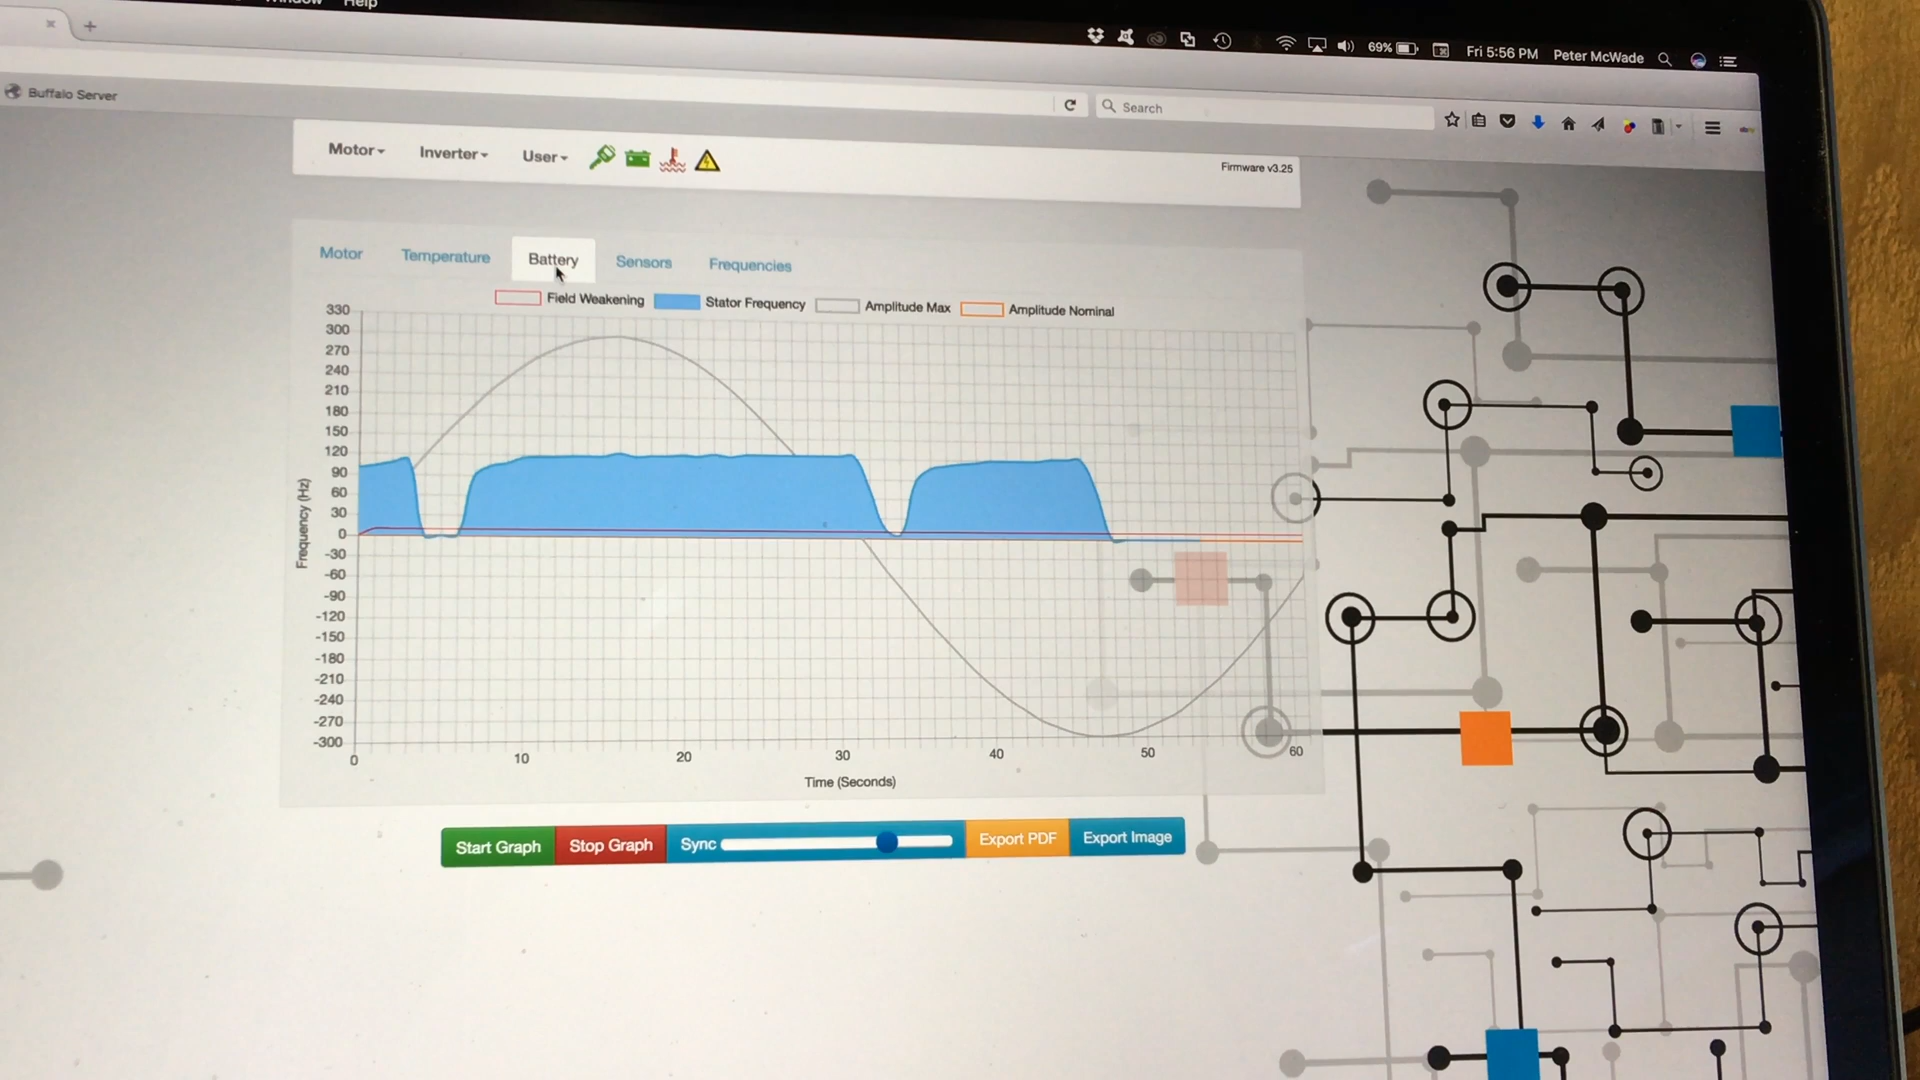 Window Help
69% Fri 5:56 PM Peter McWade
Buffalo Server
Search
Motor Inverter User
Firmware v3.25
Motor Temperature Battery Sensors Frequencies
Field Weakening Stator Frequency Amplitude Max Amplitude Nominal
330
300
270
240
210
180
150
120
90
60
30
0
-30
-60
-90
-120
-150
-180
-210
-240
-270
-300
Frequency (Hz)
0 10 20 30 40 50 60
Time (Seconds)
Start Graph Stop Graph Sync Export PDF Export Image